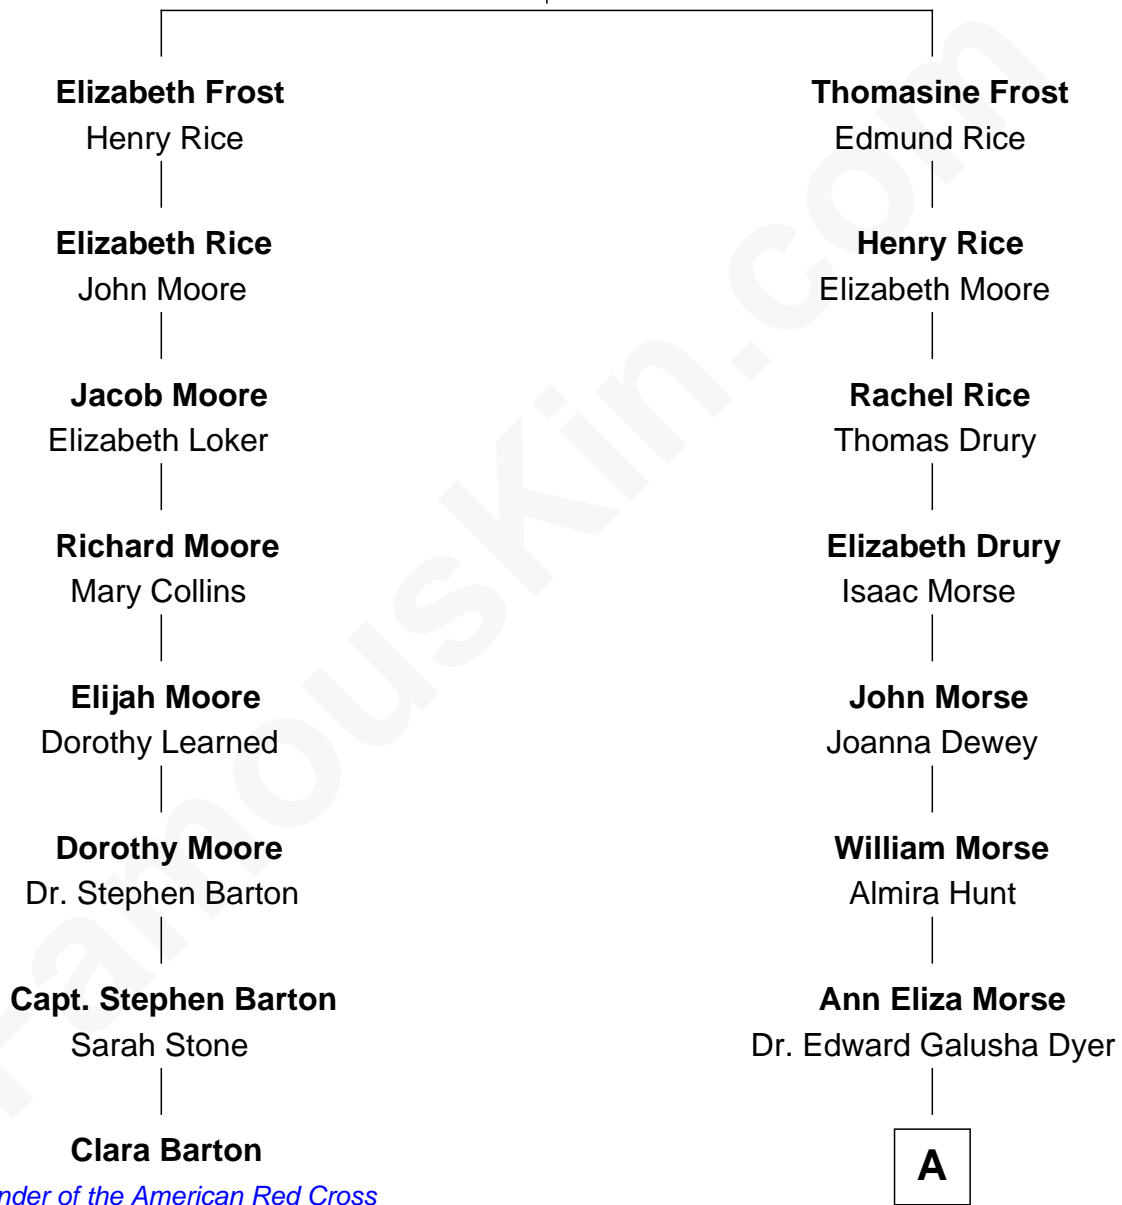 Elizabeth Frost
Henry Rice
Elizabeth Rice
John Moore
Jacob Moore
Elizabeth Loker
Richard Moore
Mary Collins
Elijah Moore
Dorothy Learned
Dorothy Moore
Dr. Stephen Barton
Capt. Stephen Barton
Sarah Stone
Clara Barton
of the American Red Cross
Thomasine Frost
Edmund Rice
Henry Rice
Elizabeth Moore
Rachel Rice
Thomas Drury
Elizabeth Drury
Isaac Morse
John Morse
Joanna Dewey
William Morse
Almira Hunt
Ann Eliza Morse
Dr. Edward Galusha Dyer
A
FamousKin.com